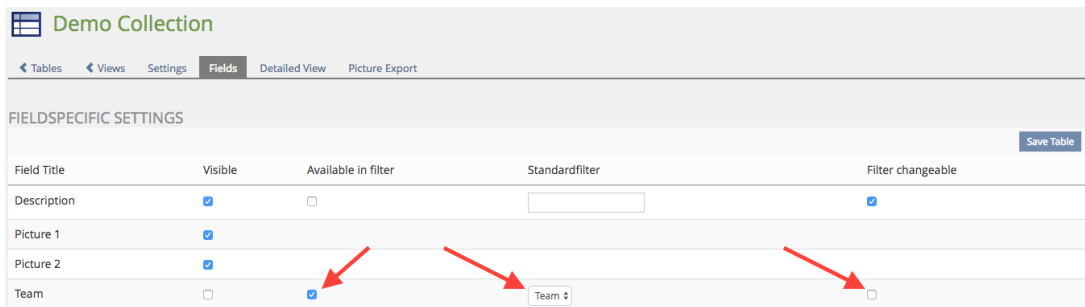 Demo Collection
Tables Views Settings Fields Detailed View Picture Export
FIELDSPECIFIC SETTINGS
Save Table
Field Title Visible Available in filter Standardfilter Filter changeable
Description
Picture 1
Picture 2
Team Team